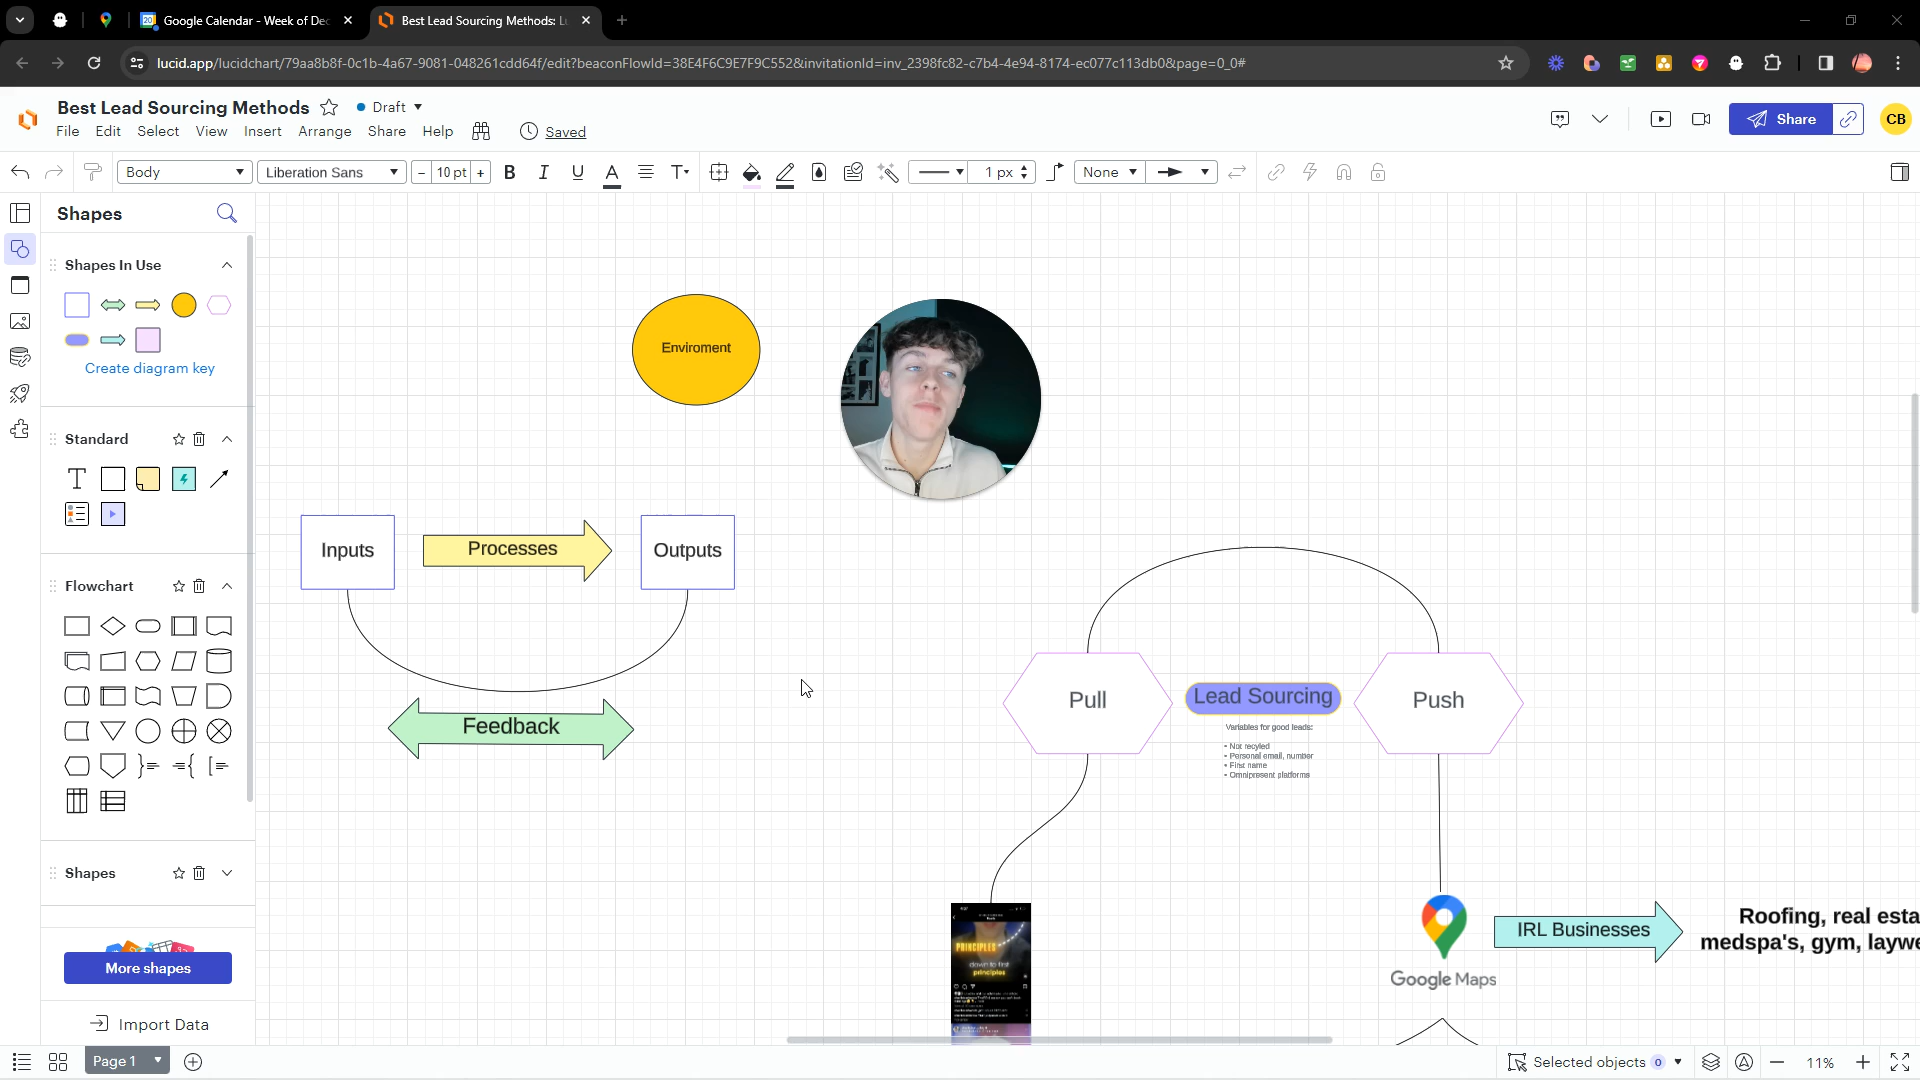 Google Calendar - Week of Dec
Best Lead Sourcing Methods: Lu
lucid.app/lucidchart/79aa8b8f-0c1b-4a67-9081-048261cdd64f/edit?beaconFlowId=38E4F6C9E7F9C552&invitationId=inv_2398fc82-c7b4-4e94-8174-ec077c113db0&page=0_0#
Best Lead Sourcing Methods
Draft
File Edit Select View Insert Arrange Share Help Saved
Share
CB
Body Liberation Sans - 10 pt + B I U A T 1 px None
Shapes
Shapes In Use
Create diagram key
Standard
T
Flowchart
Shapes
More shapes
Import Data
Enviroment
Inputs
Processes
Outputs
Feedback
Pull
Lead Sourcing
Push
Variables for good leads:
• Not recyled
• Personal email, number
• First name
• Omnipresent platforms
PRINCIPLES
down to first
principles
Google Maps
IRL Businesses
Roofing, real esta
medspa's, gym, laywe
Page 1
Selected objects 0
11%